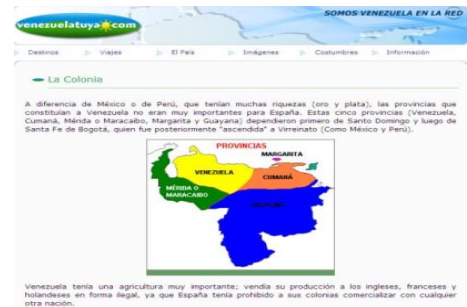 venezuelatuya.com
SOMOS VENEZUELA EN LA RED
Destinos Viajes El País Imágenes Costumbres Información
La Colonia
A diferencia de México o de Perú, que tenían muchas riquezas (oro y plata), las provincias que
constituían a Venezuela no eran muy importantes para España. Estas cinco provincias (Venezuela,
Cumaná, Mérida o Maracaibo, Margarita y Guayana) dependieron primero de Santo Domingo y luego de
Santa Fe de Bogotá, quien fue posteriormente "ascendida" a Virreinato (Como México y Perú).
PROVINCIAS
MARGARITA
VENEZUELA
CUMANÁ
MÉRIDA O
MARACAIBO
Venezuela tenía una agricultura muy importante; vendía su producción a los ingleses, franceses y
holandeses en forma ilegal, ya que España tenía prohibido a sus colonias comercializar con cualquier
otra nación.